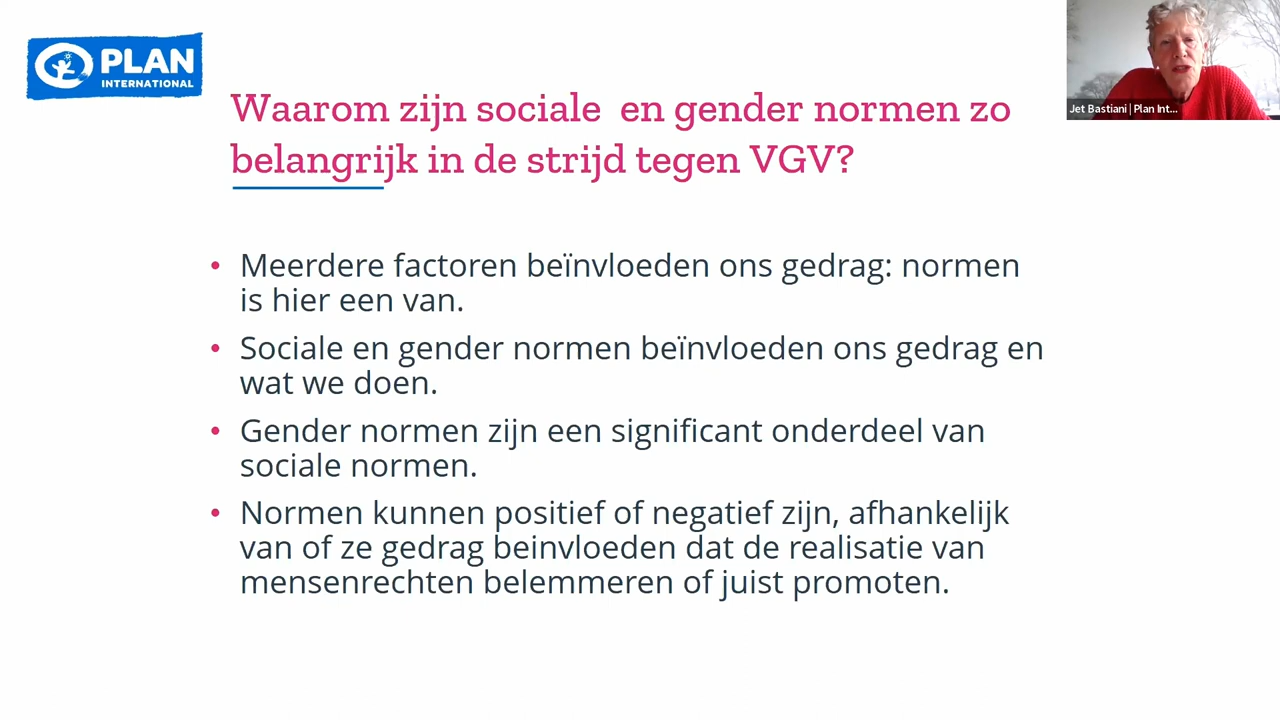 PLAN
INTERNATIONAL
Waarom zijn sociale  en gender normen zo
belangrijk in de strijd tegen VGV?
Jet Bastiani | Plan Int...
• Meerdere factoren beïnvloeden ons gedrag: normen
is hier een van.
• Sociale en gender normen beïnvloeden ons gedrag en
wat we doen.
• Gender normen zijn een significant onderdeel van
sociale normen.
• Normen kunnen positief of negatief zijn, afhankelijk
van of ze gedrag beinvloeden dat de realisatie van
mensenrechten belemmeren of juist promoten.